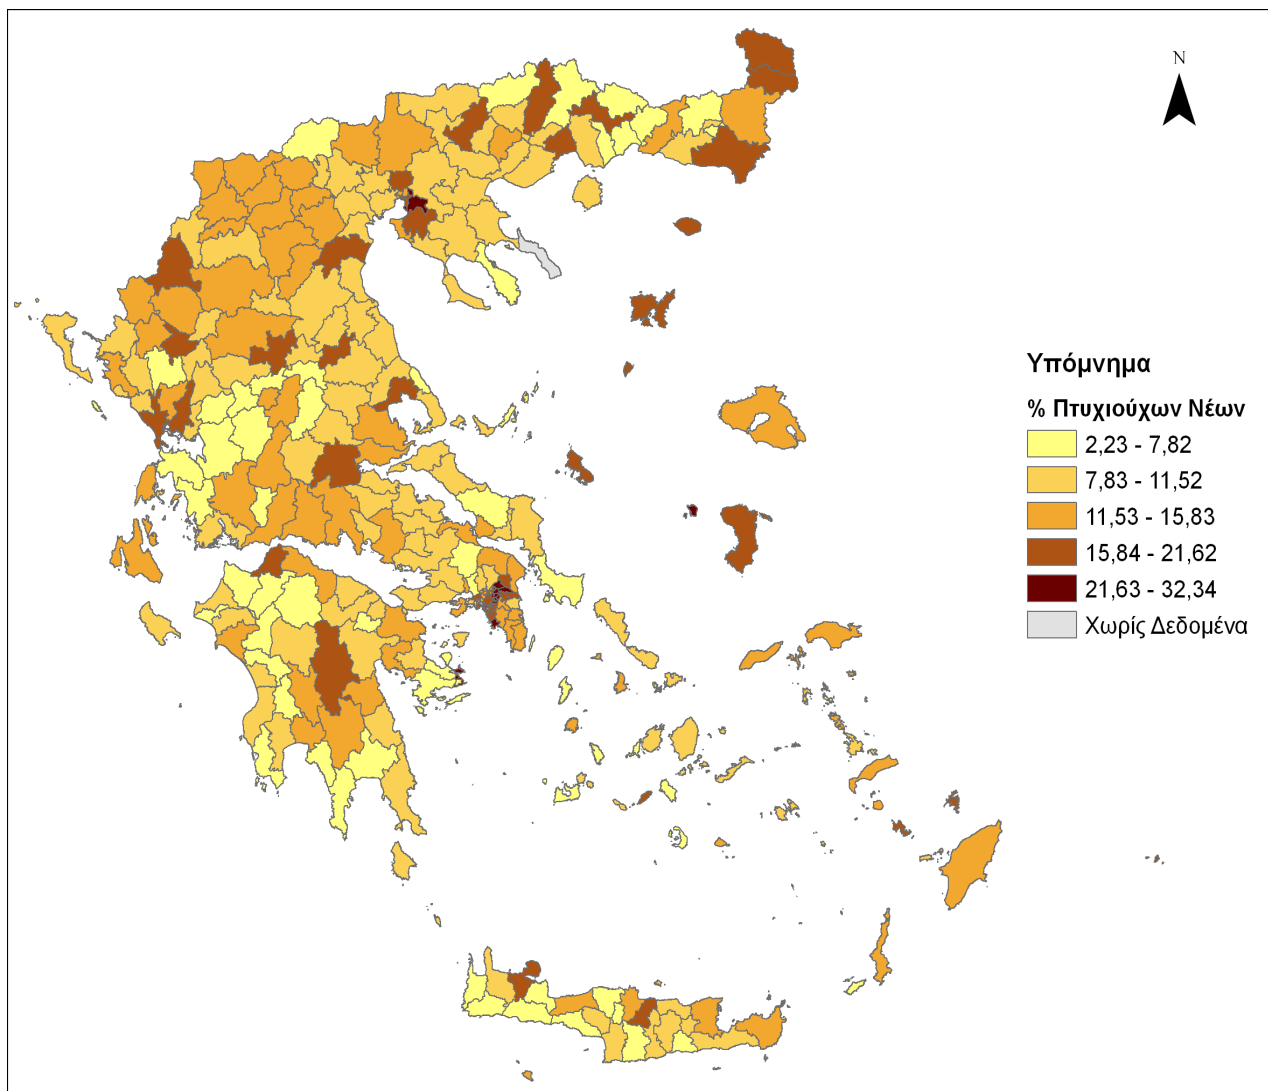 N
Υπόμνημα
% Πτυχιούχων Νέων
2,23 - 7,82
7,83 - 11,52
11,53 - 15,83
15,84 - 21,62
21,63 - 32,34
Χωρίς Δεδομένα